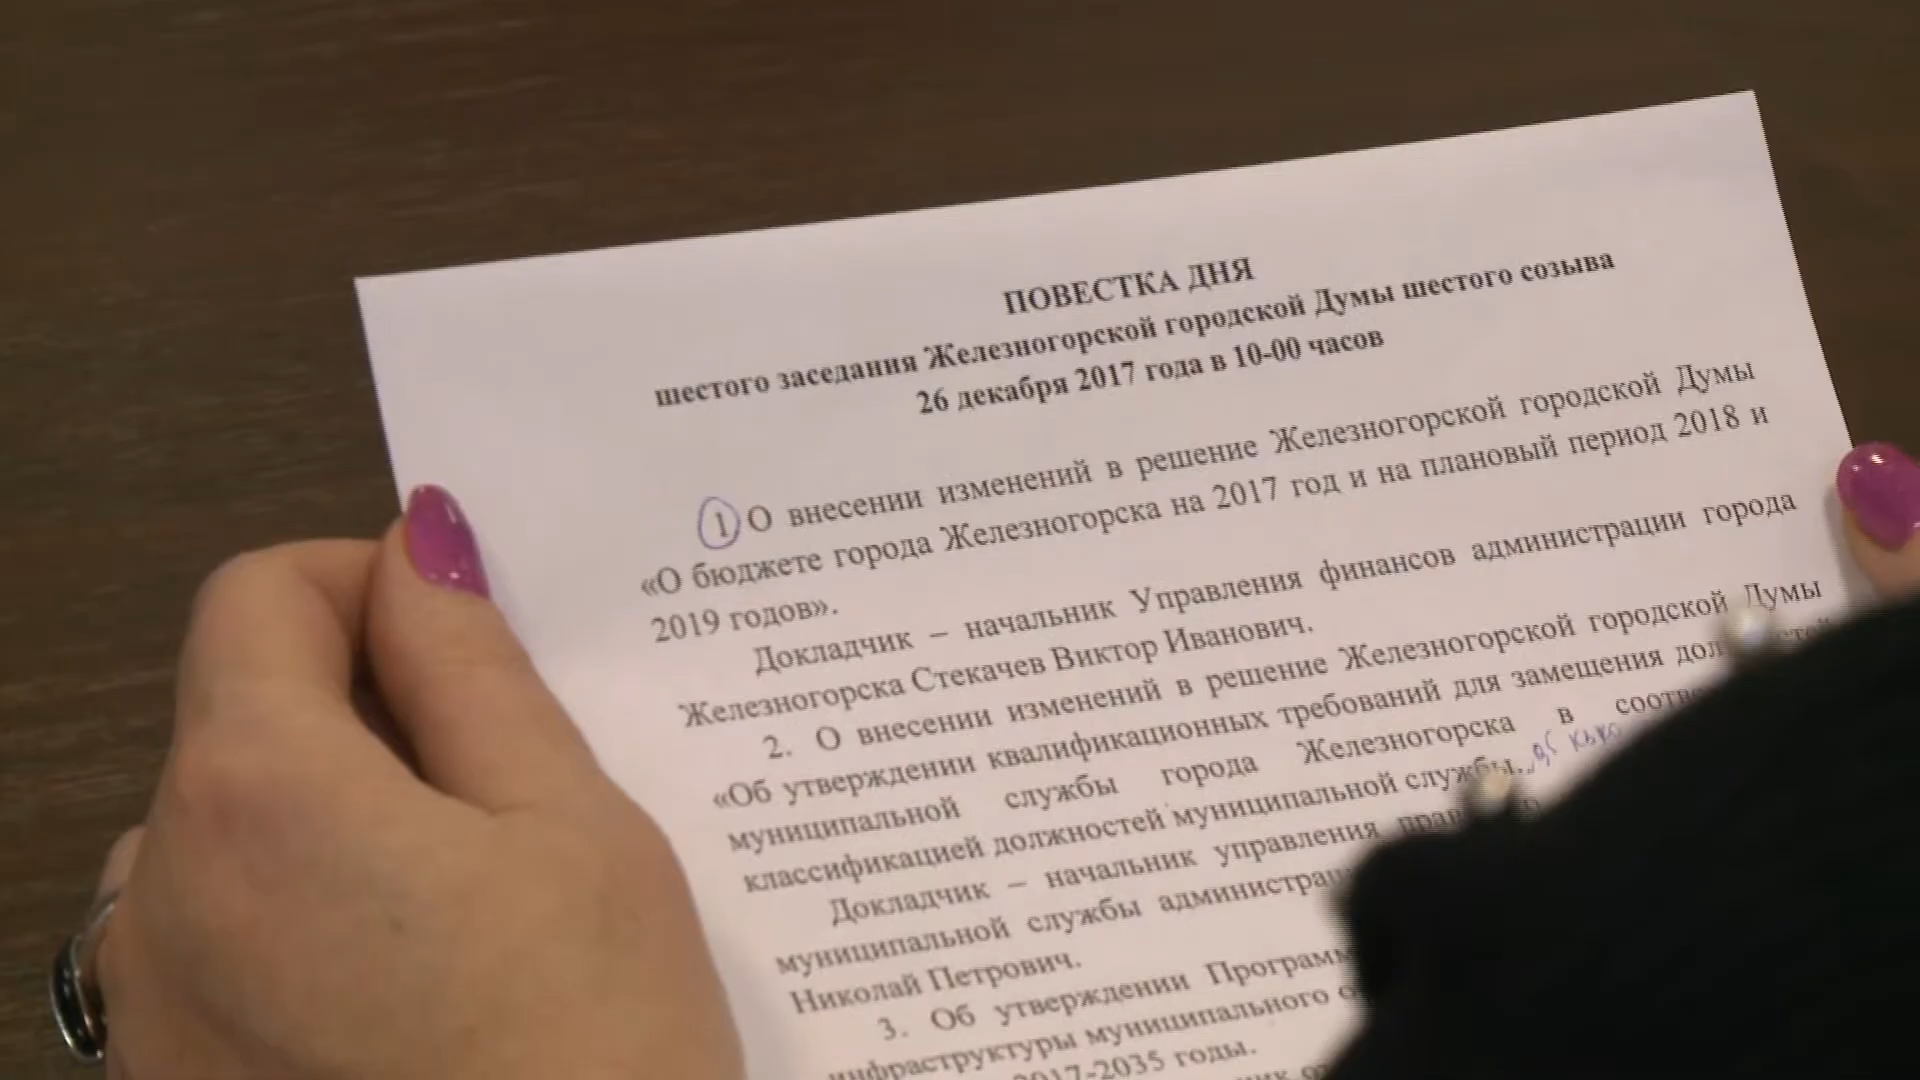 ПОВЕСТКА ДНЯ
шестого заседания Железногорской городской Думы шестого созыва
26 декабря 2017 года в 10-00 часов
1 О внесении изменений в решение Железногорской городской Думы
«О бюджете города Железногорска на 2017 год и на плановый период 2018 и
2019 годов».
Докладчик – начальник Управления финансов администрации города
Железногорска Стекачев Виктор Иванович.
2. О внесении изменений в решение Железногорской городской Думы
«Об утверждении квалификационных требований для замещения
муниципальной службы города Железногорска в
классификацией должностей муниципальной службы.
Докладчик – начальник управления
муниципальной службы
Николай Петрович.
3. Об утверждении
инфраструктуры муниципального
2017-2035 годы.